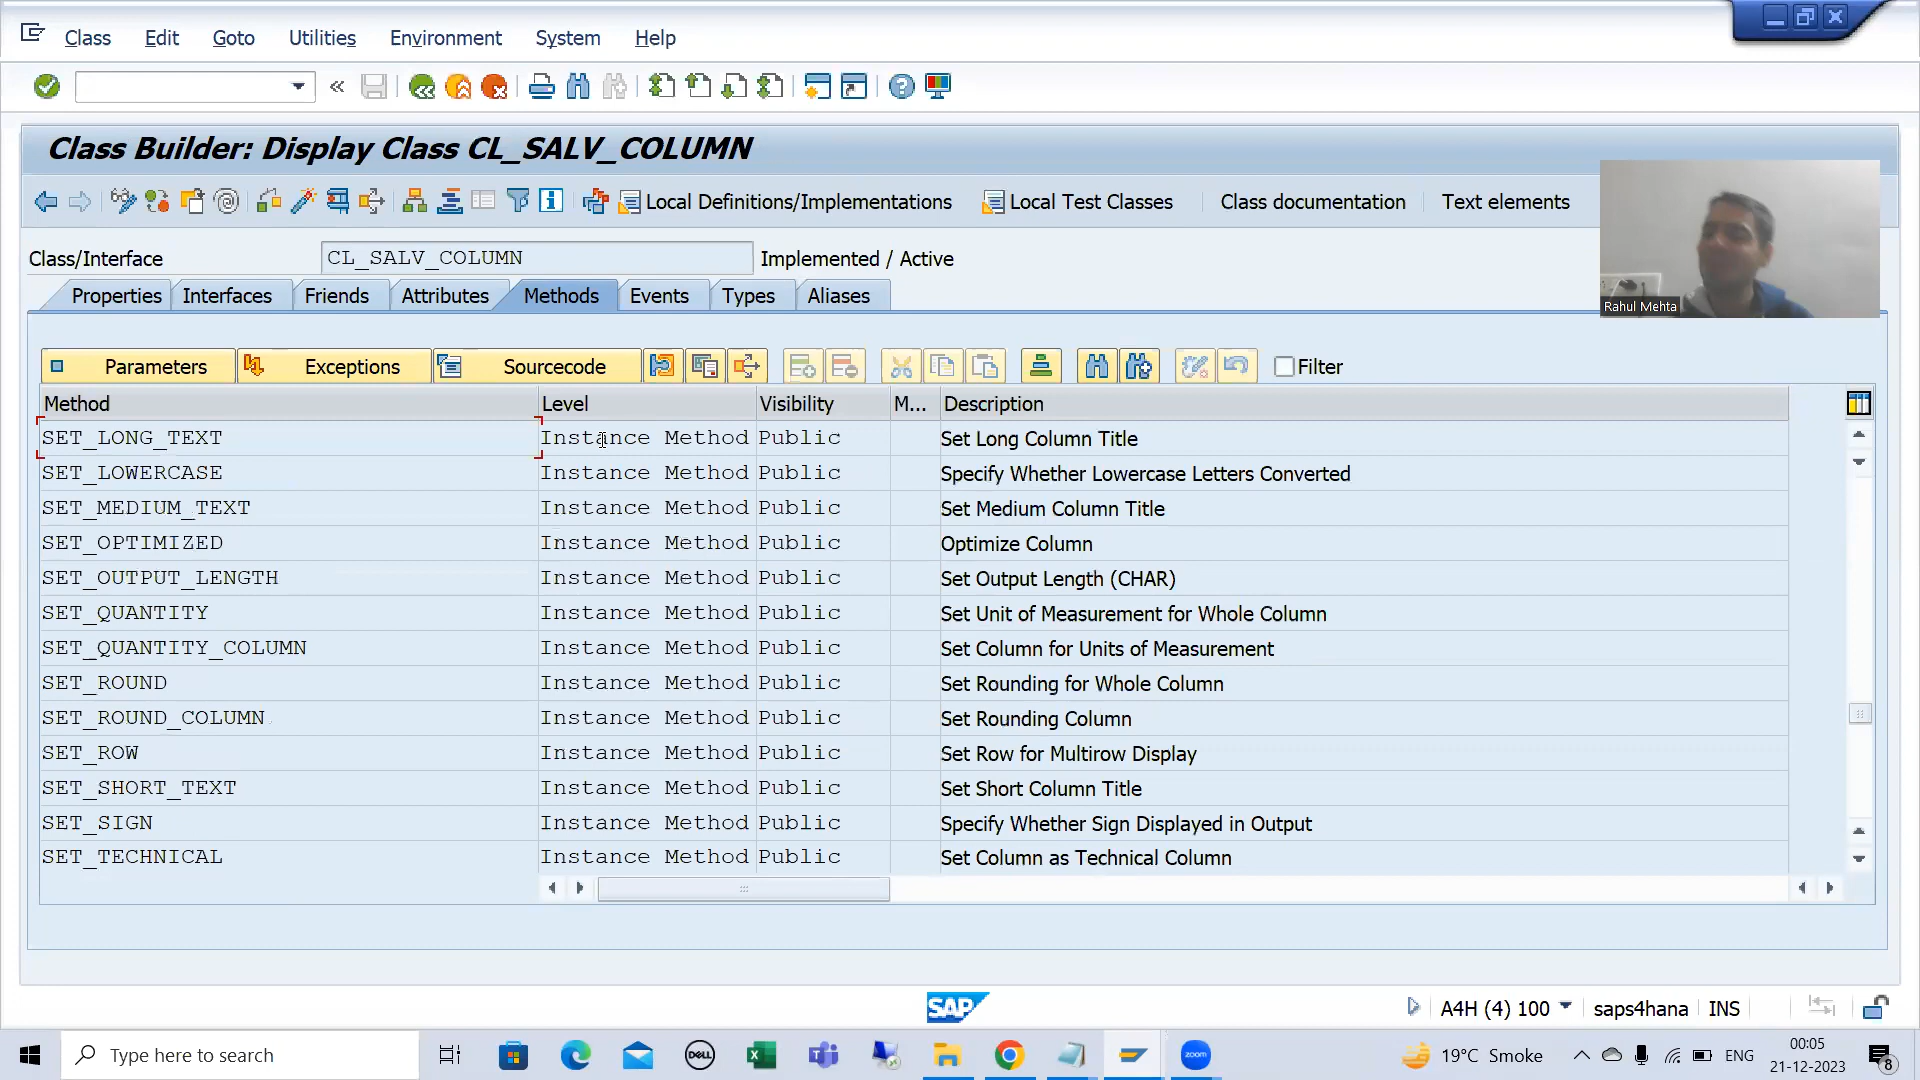 Class Edit Goto Utilities Environment System Help
Class Builder: Display Class CL_SALV_COLUMN
Local Definitions/Implementations Local Test Classes Class documentation Text elements
Class/Interface CL_SALV_COLUMN Implemented / Active
Properties Interfaces Friends Attributes Methods Events Types Aliases
Rahul Mehta
Parameters Exceptions Sourcecode Filter
Method Level Visibility M... Description
SET_LONG_TEXT Instance Method Public Set Long Column Title
SET_LOWERCASE Instance Method Public Specify Whether Lowercase Letters Converted
SET_MEDIUM_TEXT Instance Method Public Set Medium Column Title
SET_OPTIMIZED Instance Method Public Optimize Column
SET_OUTPUT_LENGTH Instance Method Public Set Output Length (CHAR)
SET_QUANTITY Instance Method Public Set Unit of Measurement for Whole Column
SET_QUANTITY_COLUMN Instance Method Public Set Column for Units of Measurement
SET_ROUND Instance Method Public Set Rounding for Whole Column
SET_ROUND_COLUMN Instance Method Public Set Rounding Column
SET_ROW Instance Method Public Set Row for Multirow Display
SET_SHORT_TEXT Instance Method Public Set Short Column Title
SET_SIGN Instance Method Public Specify Whether Sign Displayed in Output
SET_TECHNICAL Instance Method Public Set Column as Technical Column
SAP
A4H (4) 100 saps4hana INS
Type here to search
DELL
zoom
19°C Smoke
ENG
00:05
21-12-2023
8